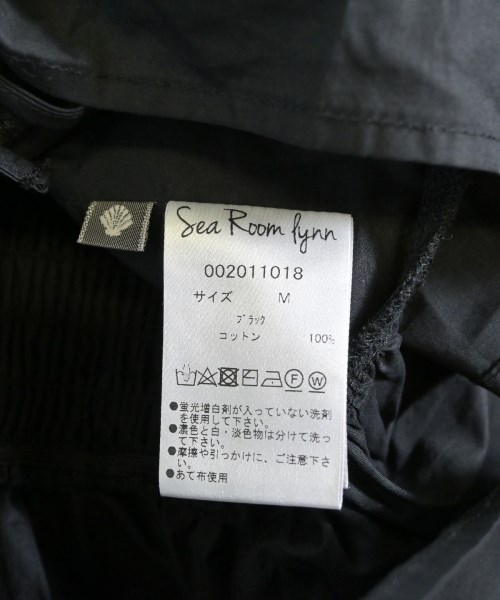 Sea Room lynn
002011018
サイズ M
ブラック
コットン 100%
F W
●蛍光増白剤が入っていない洗剤
を使用して下さい。
●濃色と白・淡色物は分けて洗っ
て下さい。
●摩擦や引っかけに、ご注意下さ
い。
●あて布使用